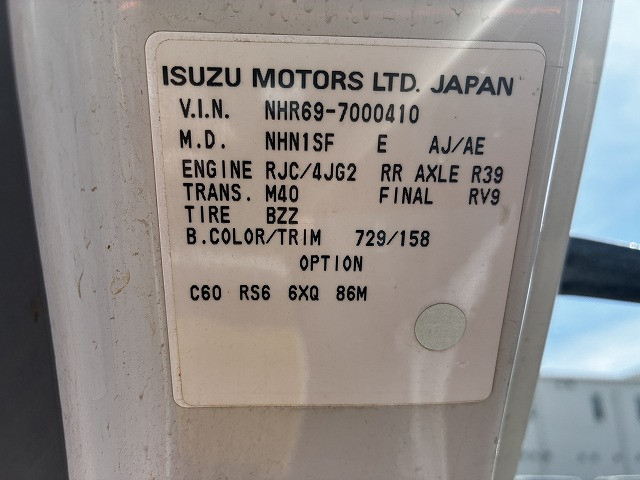 ISUZU MOTORS LTD. JAPAN
V.I.N. NHR69-7000410
M.D. NHN1SF E AJ/AE
ENGINE RJC/4JG2 RR AXLE R39
TRANS. M40 FINAL RV9
TIRE BZZ
B.COLOR/TRIM 729/158
OPTION
C60 RS6 6XQ 86M